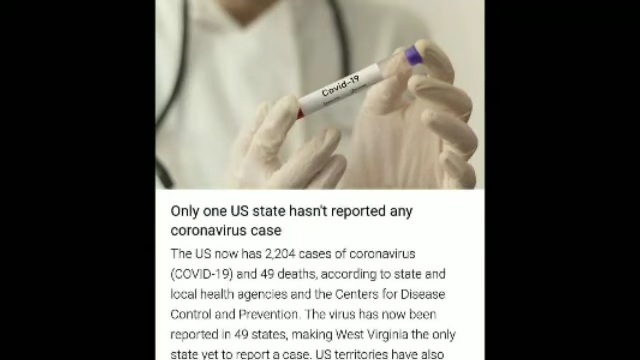 Covid-19
Only one US state hasn't reported any
coronavirus case
The US now has 2,204 cases of coronavirus
(COVID-19) and 49 deaths, according to state and
local health agencies and the Centers for Disease
Control and Prevention. The virus has now been
reported in 49 states, making West Virginia the only
state yet to report a case. US territories have also